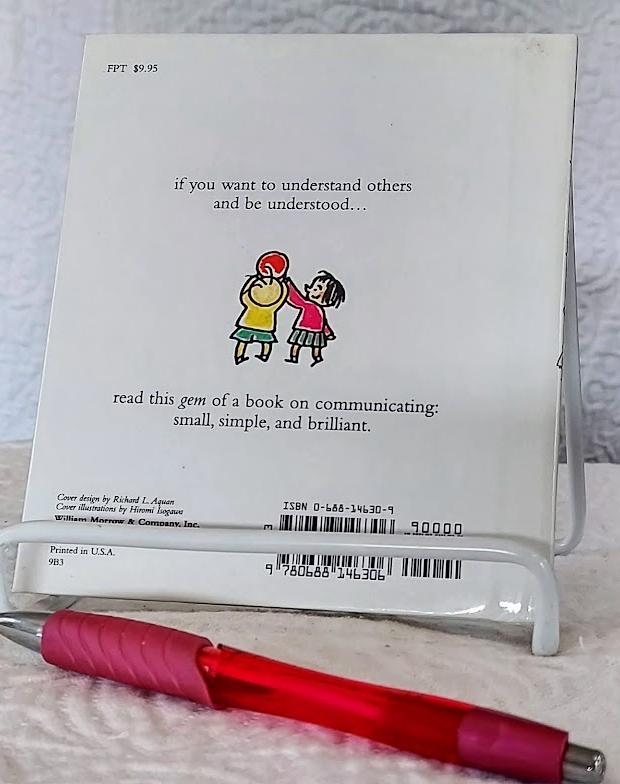 FPT $9.95
if you want to understand others
and be understood...
read this gem of a book on communicating:
small, simple, and brilliant.
Cover design by Richard L. Aquan
Cover illustrations by Hiromi Isogawa
William Morrow & Company, Inc.
Printed in U.S.A.
9B3
ISBN 0-688-14630-9
90000
9 780688 146306